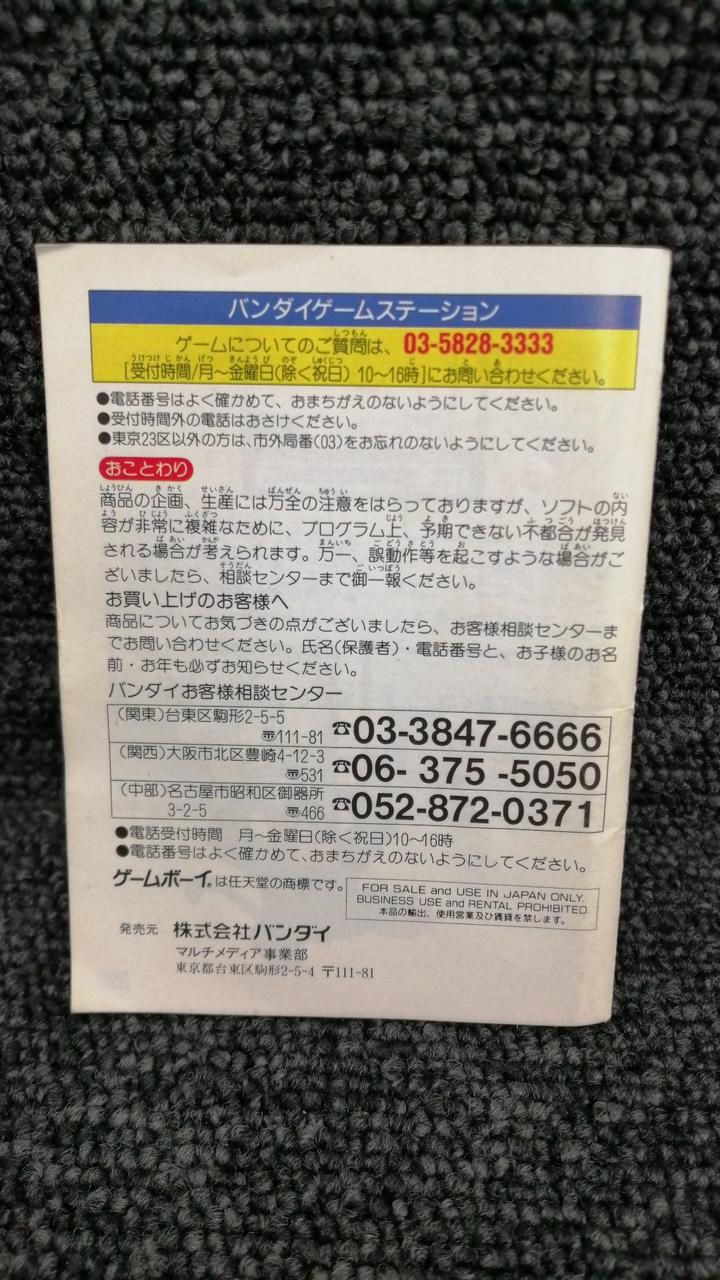 バンダイゲームステーション
ゲームについてのご質問は、 03-5828-3333
[受付時間/月〜金曜日(除く祝日) 10〜16時]にお問い合わせください。
●電話番号はよく確かめて、おまちがえのないようにしてください。
●受付時間外の電話はおさけください。
●東京23区以外の方は、市外局番(03)をお忘れのないようにしてください。
おことわり
商品の企画、生産には万全の注意をはらっておりますが、ソフトの内
容が非常に複雑なために、プログラム上、予期できない不都合が発見
される場合が考えられます。万一、誤動作等を起こすような場合がご
ざいましたら、相談センターまで御一報ください。
お買い上げのお客様へ
商品についてお気づきの点がございましたら、お客様相談センターま
でお問い合わせください。氏名(保護者)・電話番号と、お子様のお名
前・お年も必ずお知らせください。
バンダイお客様相談センター
(関東)台東区駒形2-5-5
〠111-81 ☎03-3847-6666
(関西)大阪市北区豊崎4-12-3
〠531 ☎06- 375 -5050
(中部)名古屋市昭和区御器所
3-2-5 〠466 ☎052-872-0371
●電話受付時間 月〜金曜日(除く祝日)10〜16時
●電話番号はよく確かめて、おまちがえのないようにしてください。
ゲームボーイ®は任天堂の商標です。
FOR SALE and USE IN JAPAN ONLY.
BUSINESS USE and RENTAL PROHIBITED.
本品の輸出、使用営業及び賃貸を禁じます。
発売元 株式会社バンダイ
マルチメディア事業部
東京都台東区駒形2-5-4 〒111-81